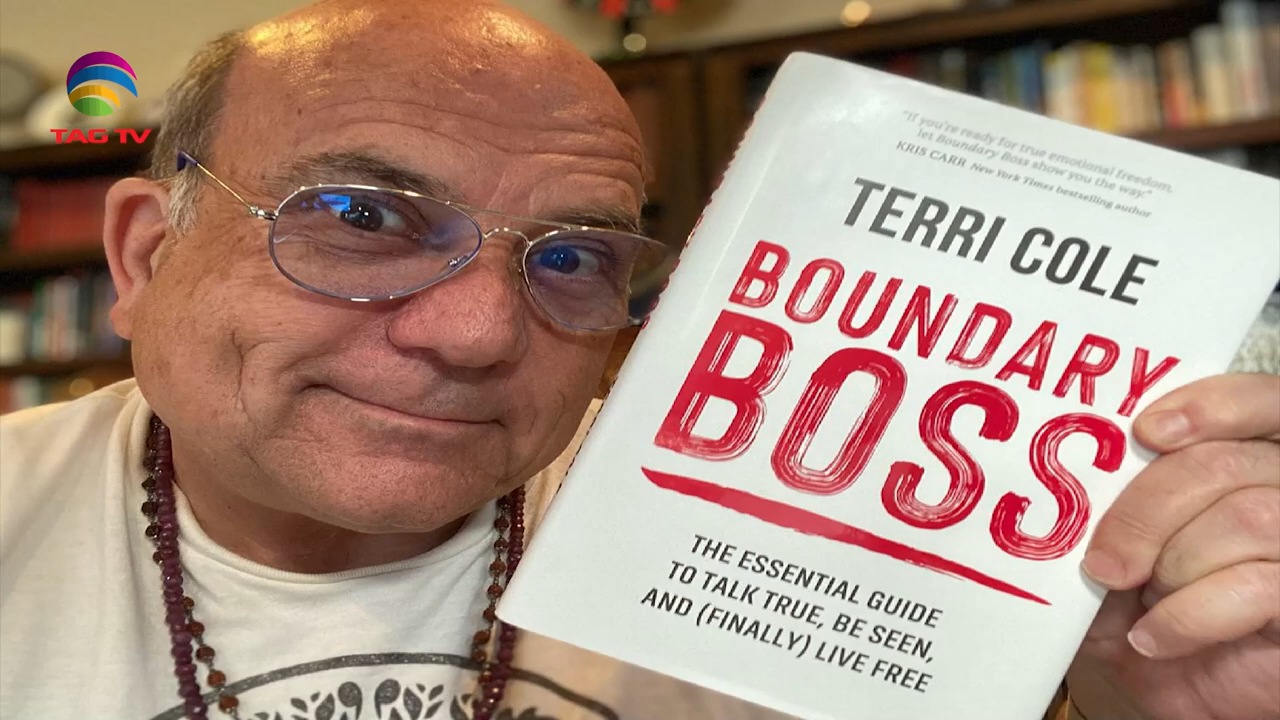 TAG TV
"If you're ready for true emotional freedom,
let Boundary Boss show you the way."
KRIS CARR New York Times bestselling author
TERRI COLE
BOUNDARY
BOSS
THE ESSENTIAL GUIDE
TO TALK TRUE, BE SEEN,
AND (FINALLY) LIVE FREE